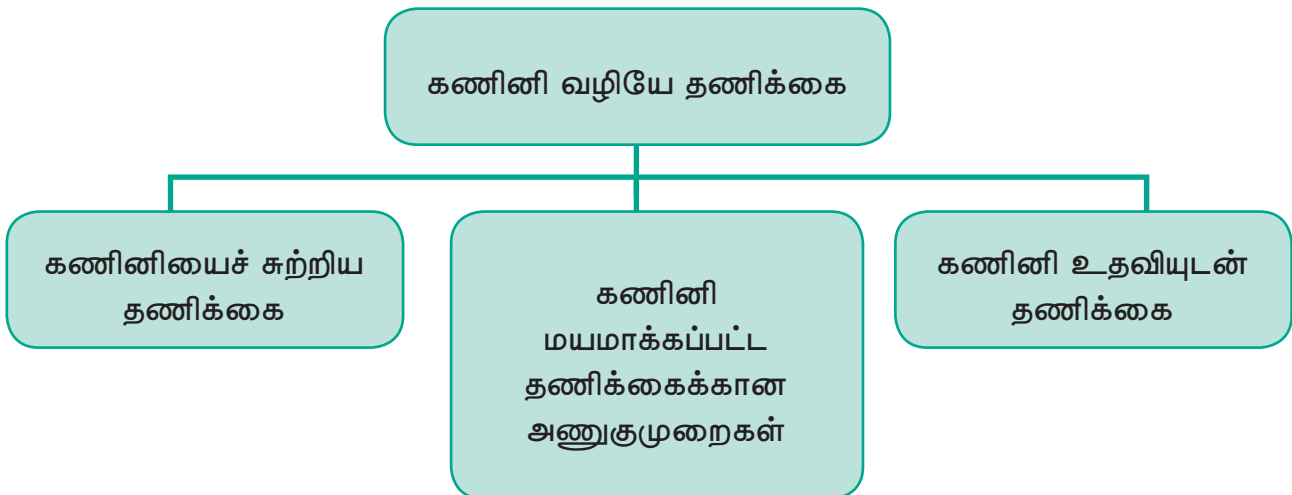 கணினி வழியே தணிக்கை
கணினியைச் சுற்றிய
தணிக்கை
கணினி
மயமாக்கப்பட்ட
தணிக்கைக்கான
அணுகுமுறைகள்
கணினி உதவியுடன்
தணிக்கை